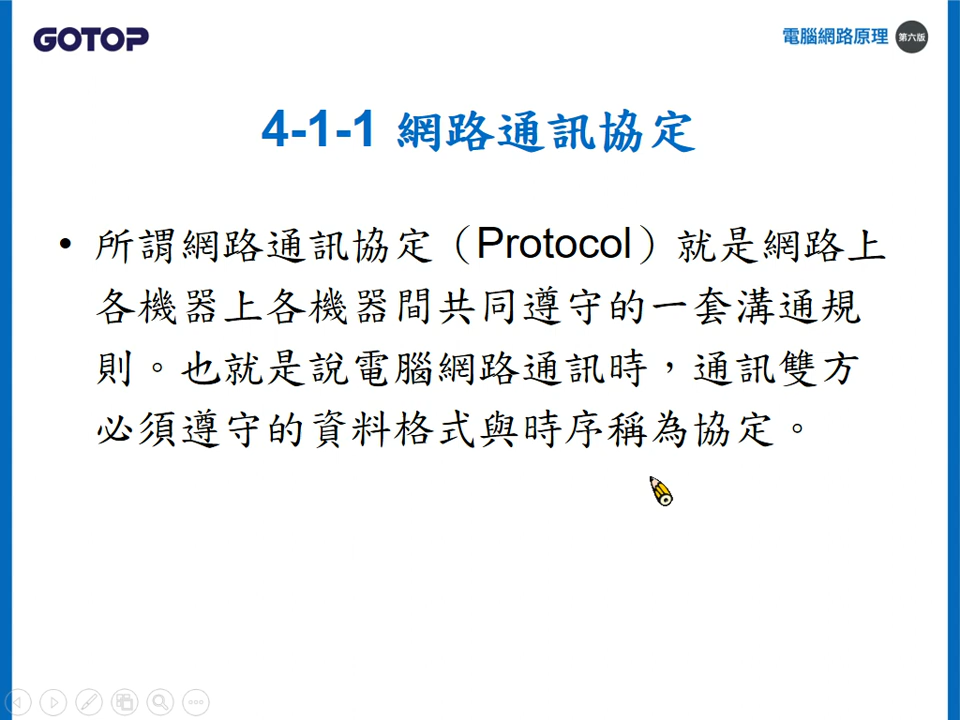 GOTOP
電腦網路原理 第六版
4-1-1 網路通訊協定
• 所謂網路通訊協定（Protocol）就是網路上
各機器上各機器間共同遵守的一套溝通規
則。也就是說電腦網路通訊時，通訊雙方
必須遵守的資料格式與時序稱為協定。